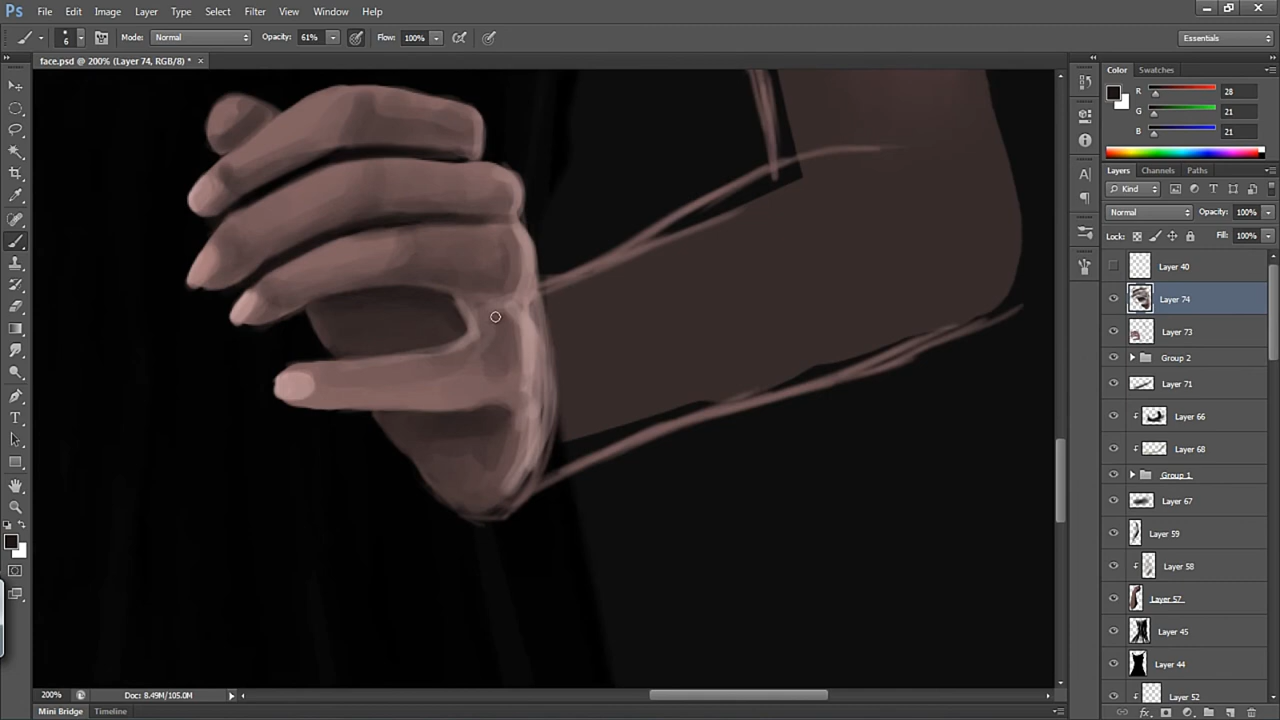 Ps File Edit Image Layer Type Select Filter View Window Help
6 Mode: Normal Opacity: 61% Flow: 100% Essentials
face.psd @ 200% (Layer 74, RGB/8) * ×
Color Swatches
R 28
G 21
B 21
Layers Channels Paths
Kind
Normal Opacity: 100%
Lock: Fill: 100%
Layer 40
Layer 74
Layer 73
Group 2
Layer 71
Layer 66
Layer 68
Group 1
Layer 67
Layer 59
Layer 58
Layer 57
Layer 45
Layer 44
Layer 52
200% Doc: 8.49M/105.0M
Mini Bridge Timeline